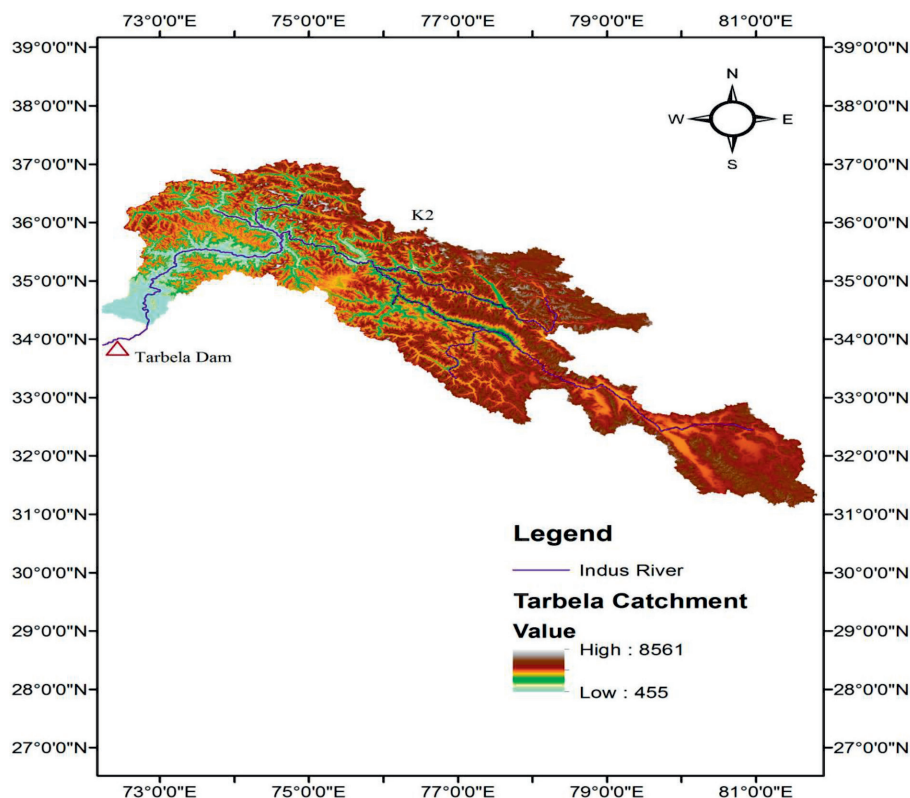 73°0'0"E 75°0'0"E 77°0'0"E 79°0'0"E 81°0'0"E
39°0'0"N 39°0'0"N
N
38°0'0"N 38°0'0"N
W E
S
37°0'0"N 37°0'0"N
36°0'0"N K2 36°0'0"N
35°0'0"N 35°0'0"N
34°0'0"N 34°0'0"N
Tarbela Dam
33°0'0"N 33°0'0"N
32°0'0"N 32°0'0"N
31°0'0"N 31°0'0"N
Legend
30°0'0"N 30°0'0"N
Indus River
29°0'0"N 29°0'0"N
Tarbela Catchment
Value
High : 8561
28°0'0"N 28°0'0"N
Low : 455
27°0'0"N 27°0'0"N
73°0'0"E 75°0'0"E 77°0'0"E 79°0'0"E 81°0'0"E